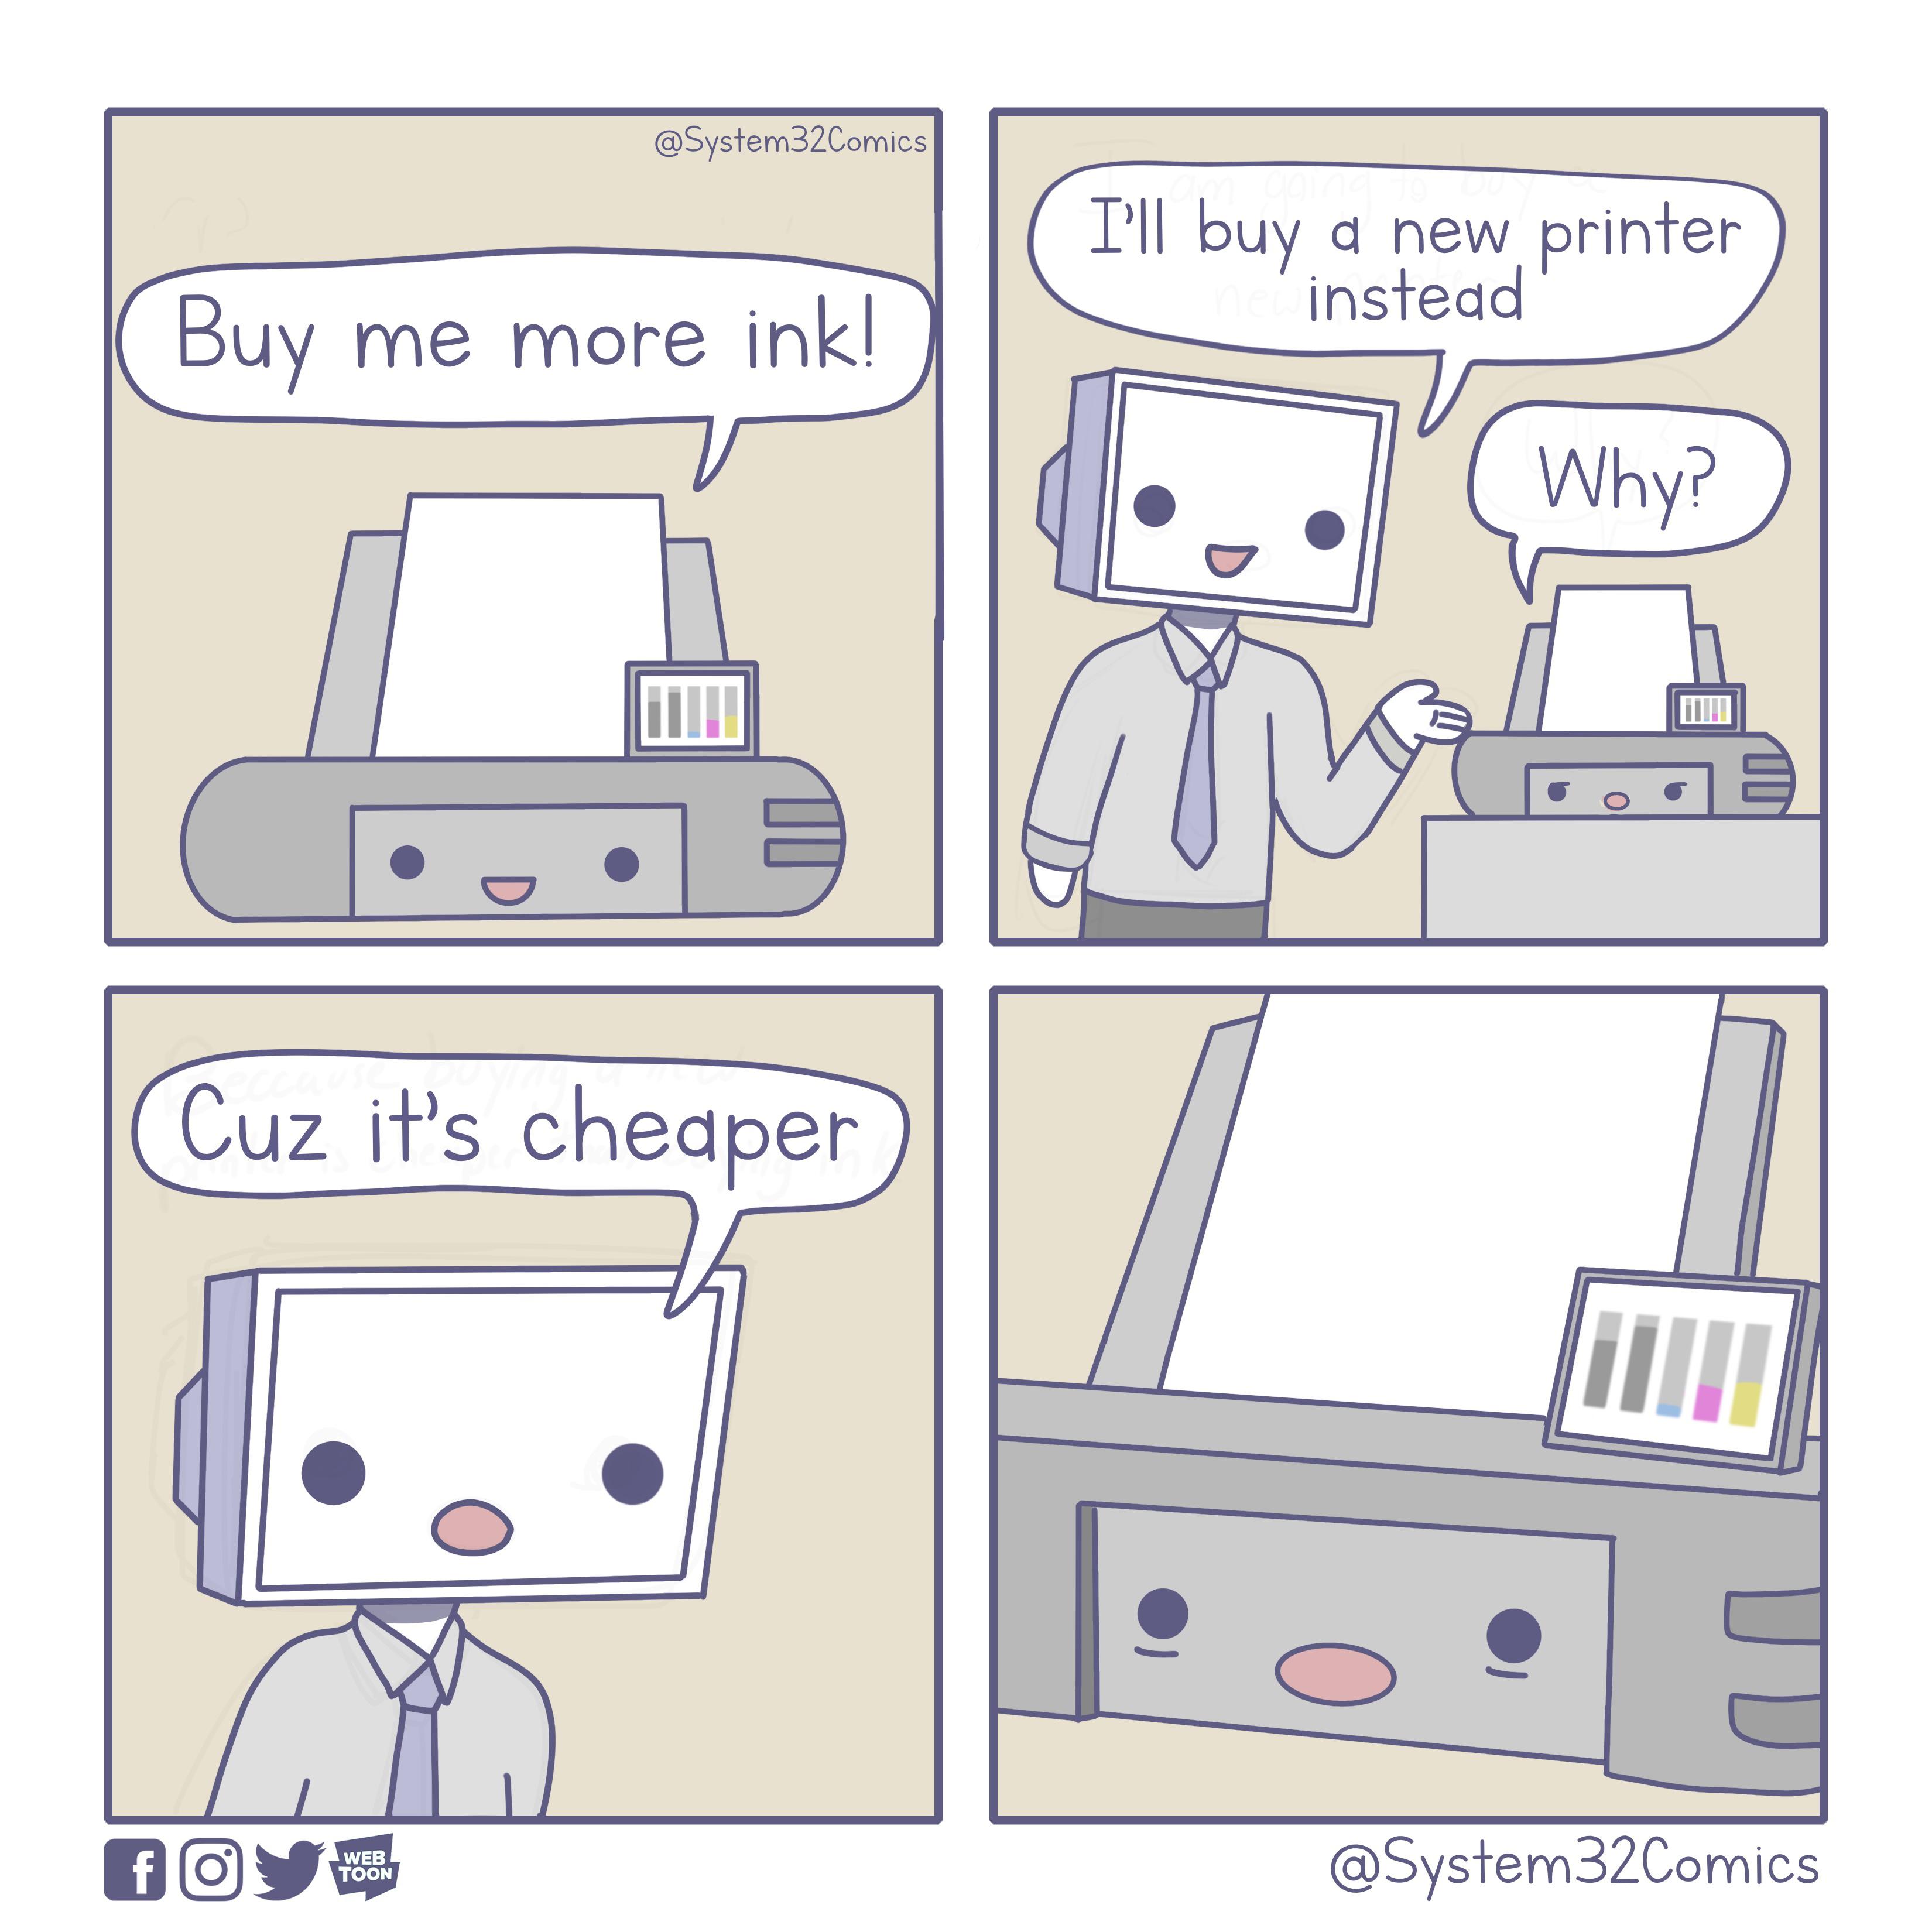 @System32Comics
Buy me more ink!
I'll buy a new printer
instead
Why?
Cuz it's cheaper
f
WEB
TOON
@System32Comics